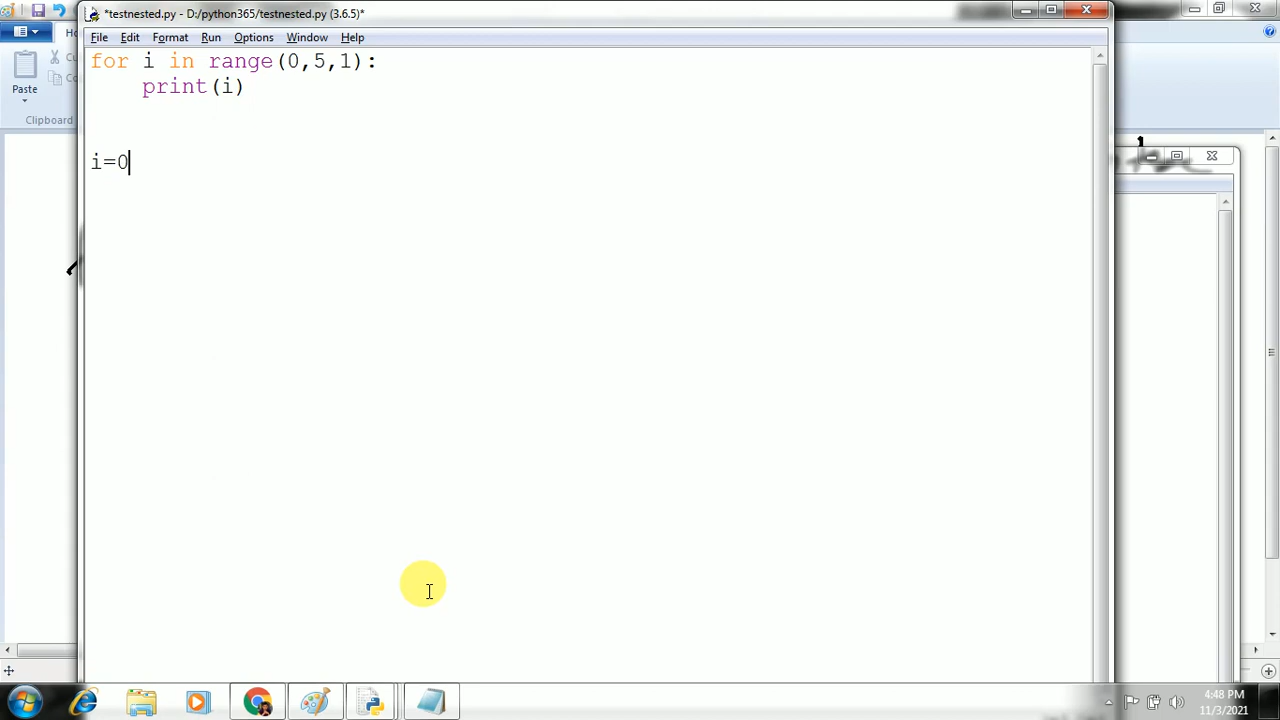 *testnested.py - D:/python365/testnested.py (3.6.5)*
File Edit Format Run Options Window Help
for i in range(0,5,1):
    print(i)
i=0
Paste
Clipboard
4:48 PM
11/3/2021